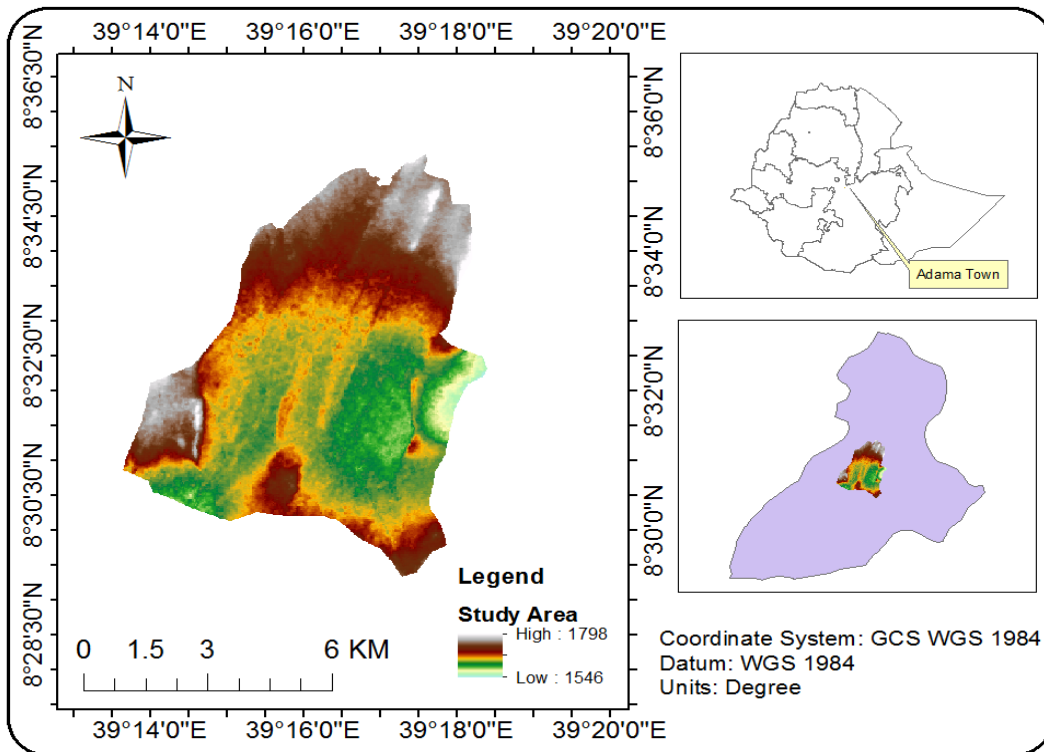 39°14'0"E 39°16'0"E 39°18'0"E 39°20'0"E
8°36'30"N
8°34'30"N
8°32'30"N
8°30'30"N
8°28'30"N
N
8°36'0"N
8°34'0"N
8°32'0"N
8°30'0"N
Adama Town
Legend
Study Area
High : 1798
Low : 1546
0 1.5 3 6 KM
39°14'0"E 39°16'0"E 39°18'0"E 39°20'0"E
Coordinate System: GCS WGS 1984
Datum: WGS 1984
Units: Degree